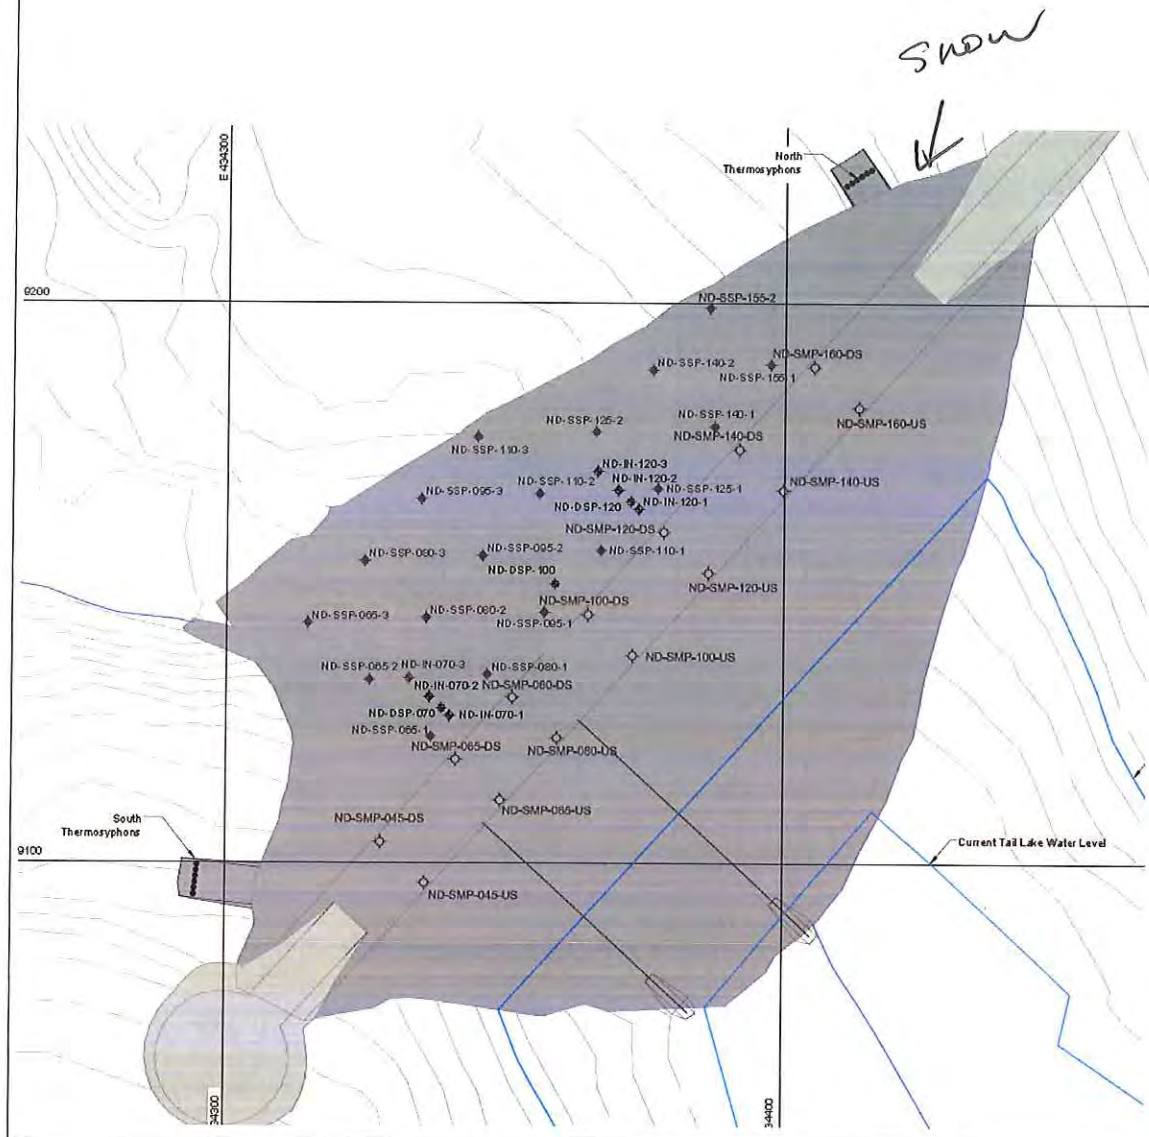 Snow
E 434300
North
Thermosyphons
9200
ND-SSP-155-2
ND-SMP-160-DS
ND-SSP-140-2
ND-SSP-155-1
ND-SMP-160-US
ND-SSP-125-2
ND-SSP-140-1
ND-SSP-110-3
ND-SMP-140-DS
ND-IN-120-3
ND-SSP-110-2
ND-IN-120-2
ND-SMP-140-US
ND-SSP-095-3
ND-SSP-125-1
ND-DSP-120
ND-IN-120-1
ND-SMP-120-DS
ND-SSP-080-3
ND-SSP-095-2
ND-SSP-110-1
ND-DSP-100
ND-SMP-120-US
ND-SMP-100-DS
ND-SSP-065-3
ND-SSP-080-2
ND-SSP-095-1
ND-SMP-100-US
ND-SSP-065-2
ND-IN-070-3
ND-SSP-080-1
ND-IN-070-2
ND-SMP-080-DS
ND-DSP-070
ND-IN-070-1
ND-SSP-065-1
ND-SMP-065-DS
ND-SMP-080-US
ND-SMP-065-US
South
Thermosyphons
ND-SMP-045-DS
9100
Current Tail Lake Water Level
ND-SMP-045-US
34300
34400